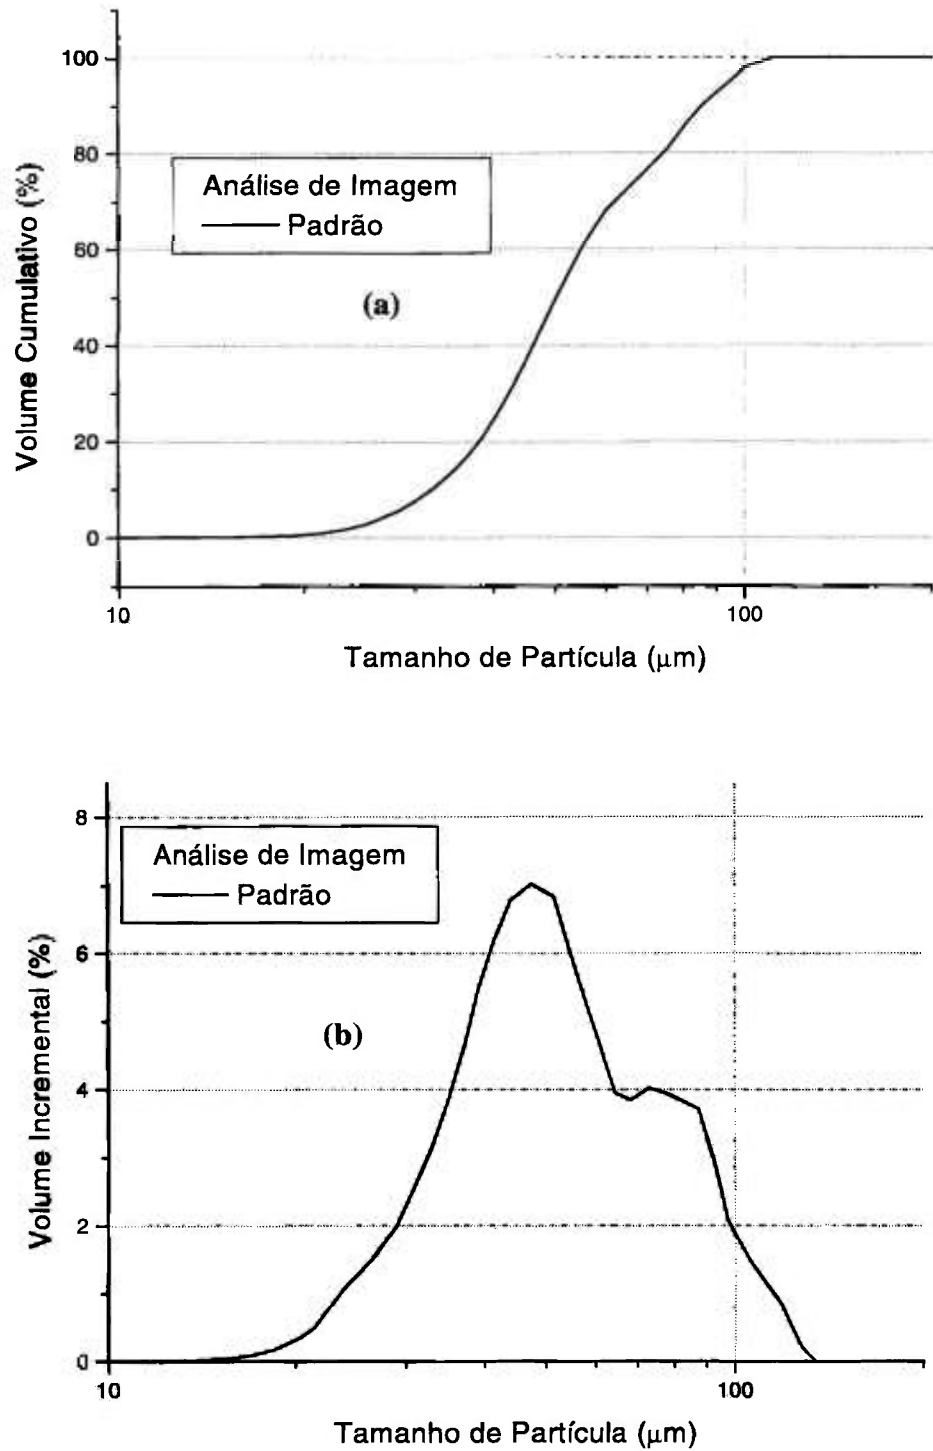 100
80
60
40
20
0
Volume Cumulativo (%)
Análise de Imagem
Padrão
(a)
10
100
Tamanho de Partícula (μm)
8
6
4
2
0
Volume Incremental (%)
Análise de Imagem
Padrão
(b)
10
100
Tamanho de Partícula (μm)